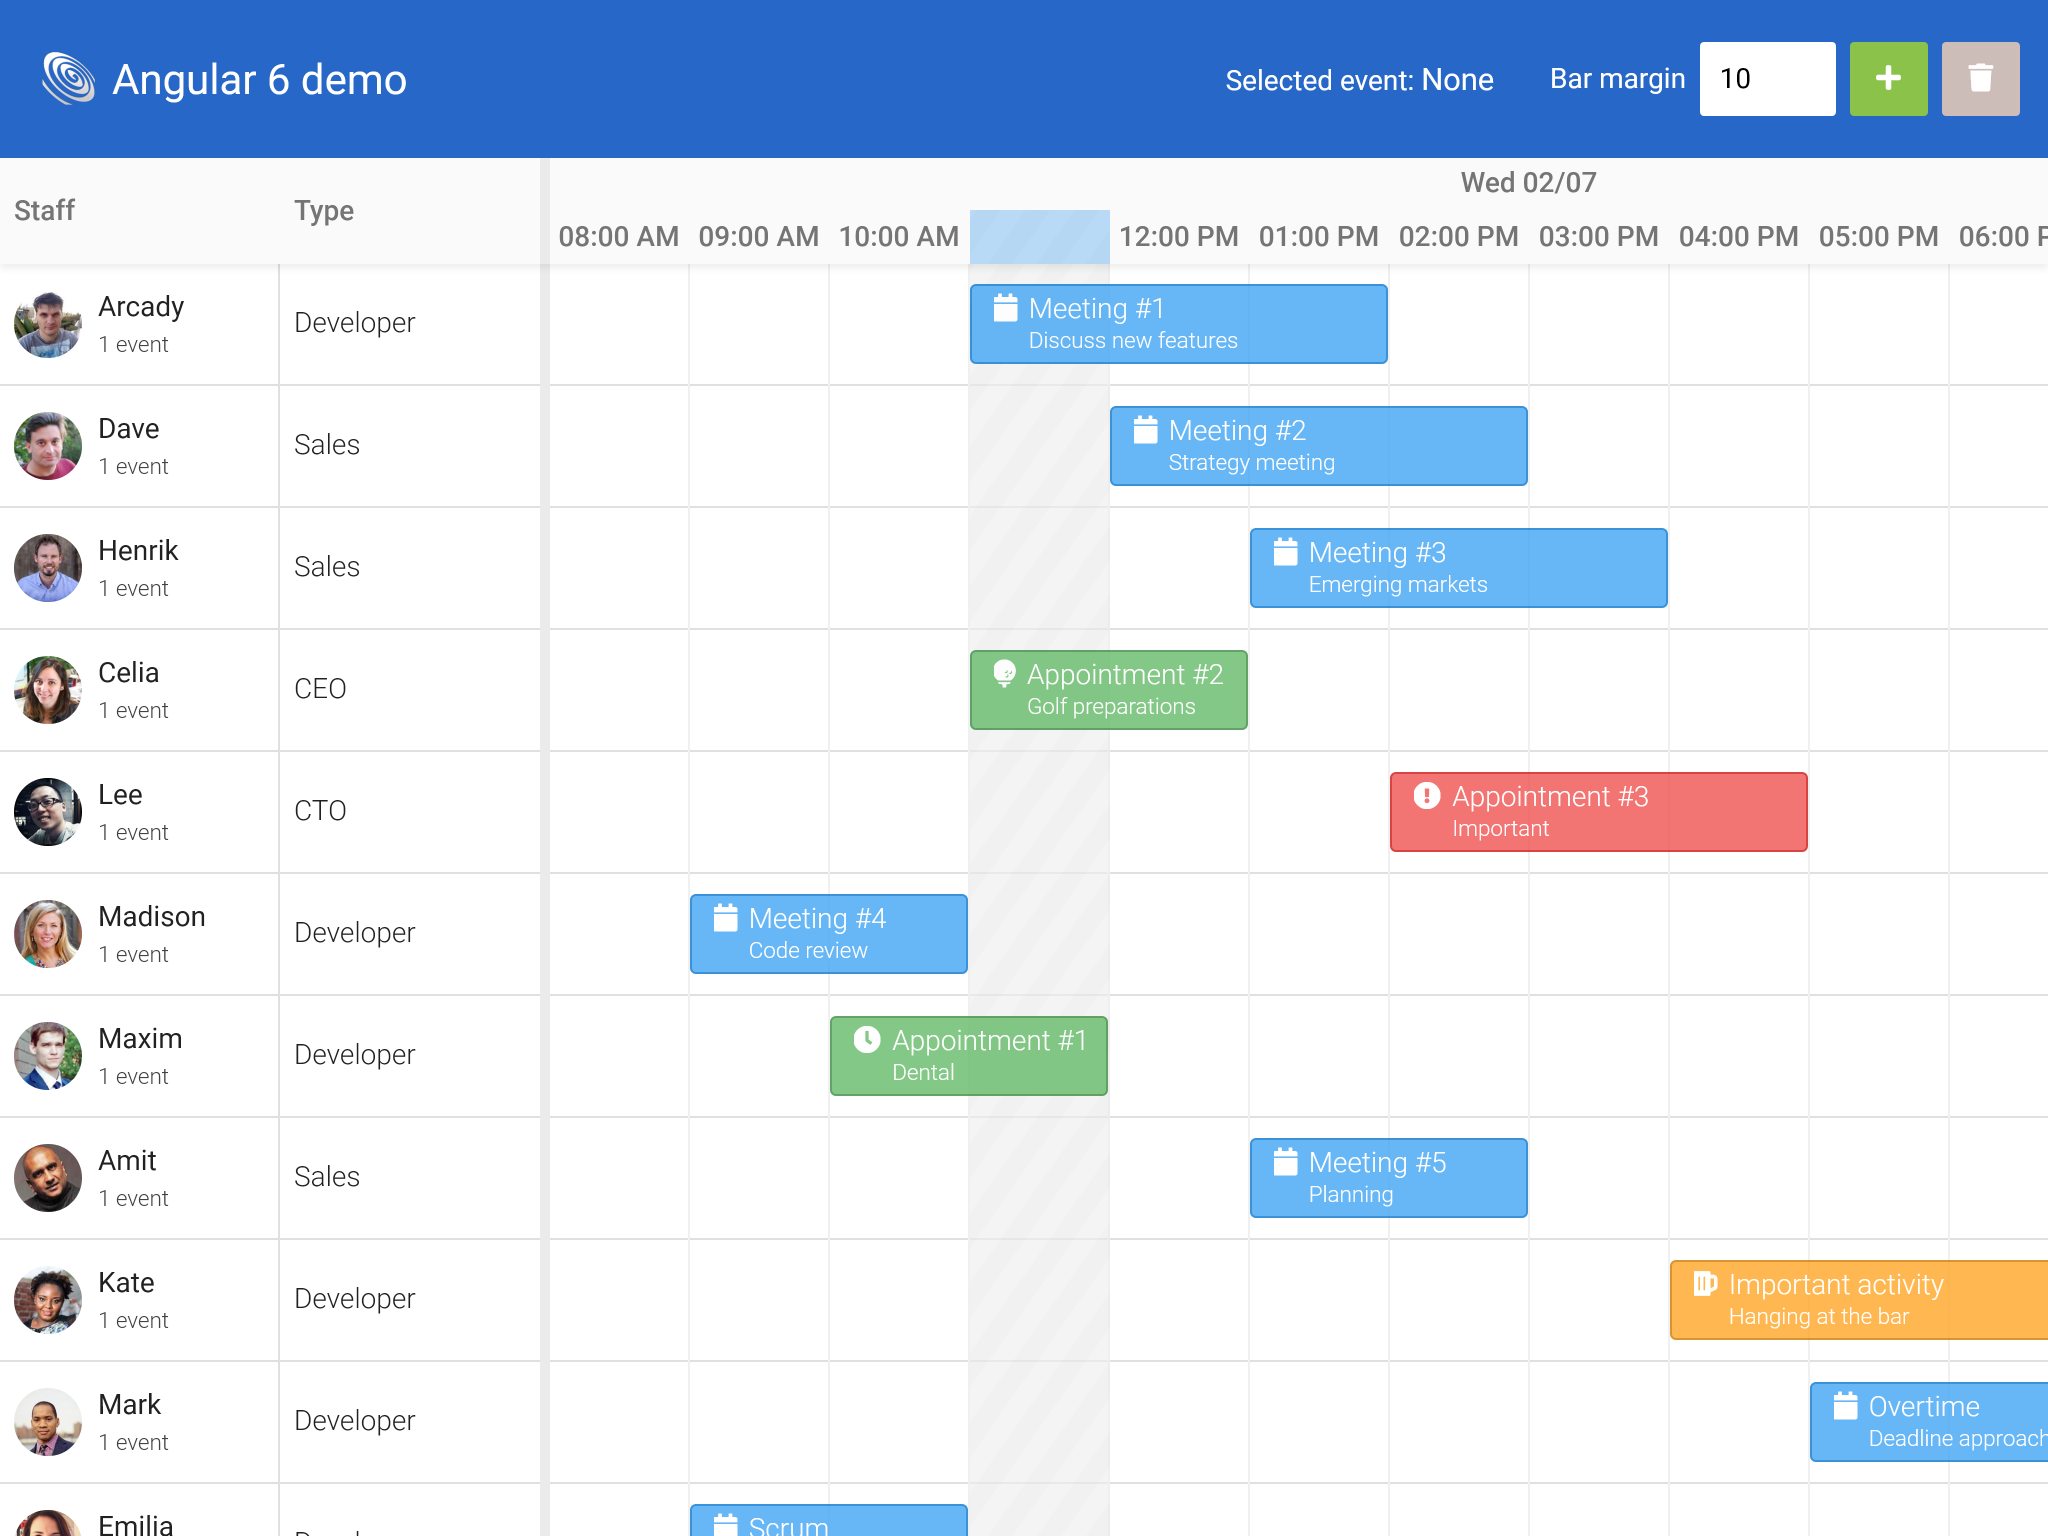 Angular 6 demo
Selected event: None
Bar margin
10
Staff
Type
Wed 02/07
08:00 AM
09:00 AM
10:00 AM
12:00 PM
01:00 PM
02:00 PM
03:00 PM
04:00 PM
05:00 PM
06:00
Arcady
1 event
Developer
Meeting #1
Discuss new features
Dave
1 event
Sales
Meeting #2
Strategy meeting
Henrik
1 event
Sales
Meeting #3
Emerging markets
Celia
1 event
CEO
Appointment #2
Golf preparations
Lee
1 event
CTO
Appointment #3
Important
Madison
1 event
Developer
Meeting #4
Code review
Maxim
1 event
Developer
Appointment #1
Dental
Amit
1 event
Sales
Meeting #5
Planning
Kate
1 event
Developer
Important activity
Hanging at the bar
Mark
1 event
Developer
Overtime
Deadline approach
Emilia
Scrum